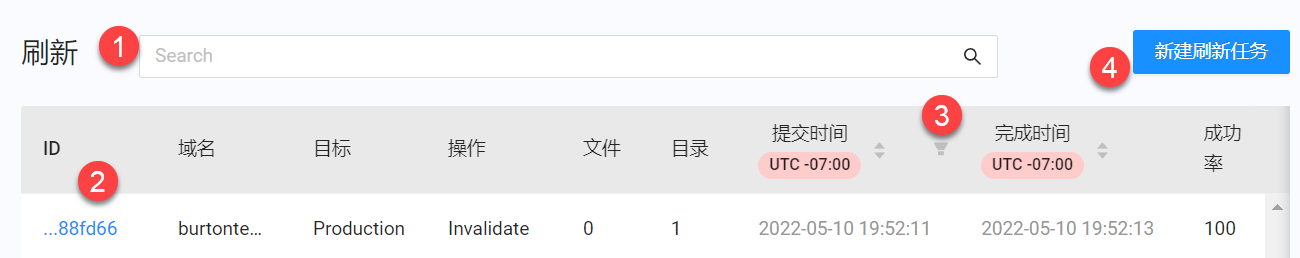 刷新
1
Search
4
新建刷新任务
3
ID
域名
目标
操作
文件
目录
提交时间
UTC -07:00
完成时间
UTC -07:00
成功
率
2
...88fd66
burtonte...
Production
Invalidate
0
1
2022-05-10 19:52:11
2022-05-10 19:52:13
100